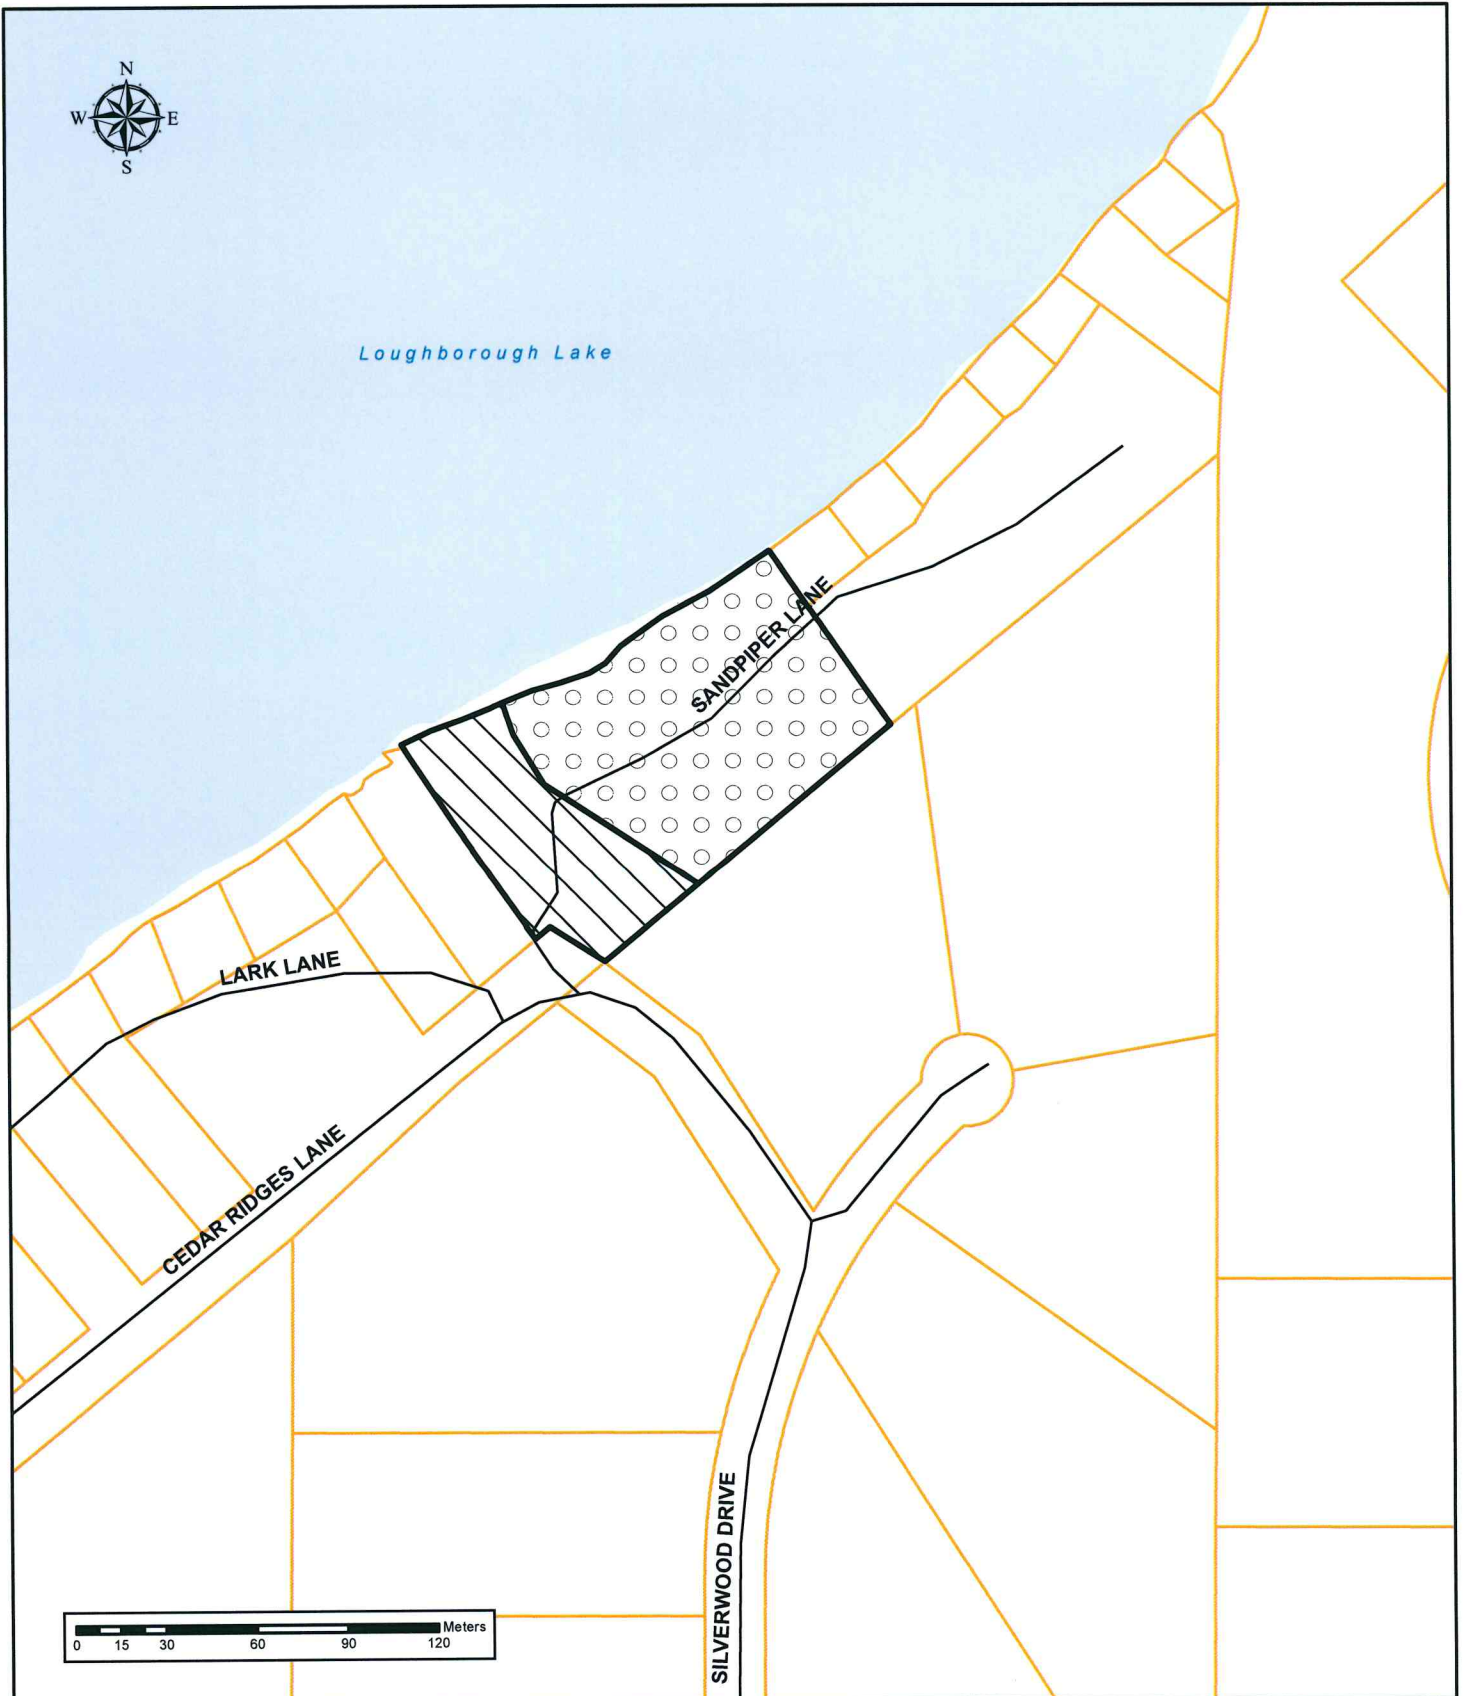 N
W E
S
Loughborough Lake
SANDPIPER LANE
LARK LANE
CEDAR RIDGES LANE
SILVERWOOD DRIVE
Meters
0 15 30 60 90 120